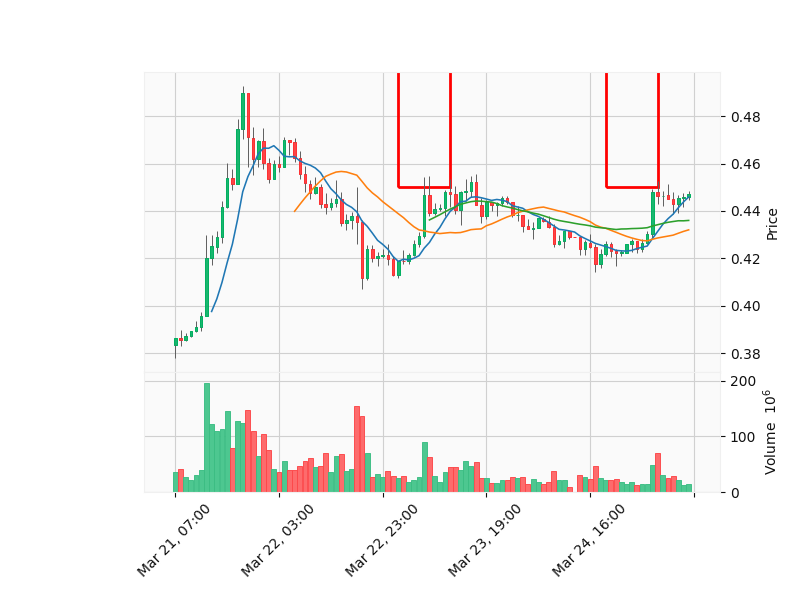 0.48
0.46
0.44
0.42
0.40
0.38
Price
200
100
0
Volume 10^6
Mar 21, 07:00
Mar 22, 03:00
Mar 22, 23:00
Mar 23, 19:00
Mar 24, 16:00